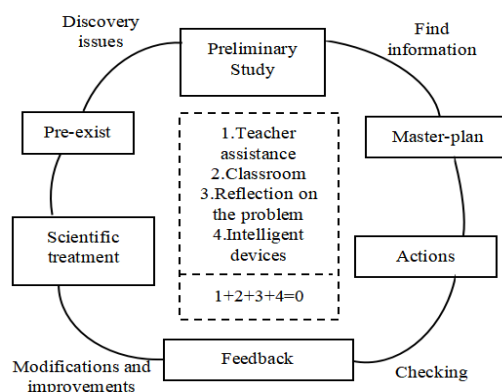 Discovery
issues
Preliminary
Study
Find
information
Pre-exist
Master-plan
1.Teacher
assistance
2.Classroom
3.Reflection on
the problem
4.Intelligent
devices
1+2+3+4=0
Scientific
treatment
Actions
Modifications and
improvements
Feedback
Checking